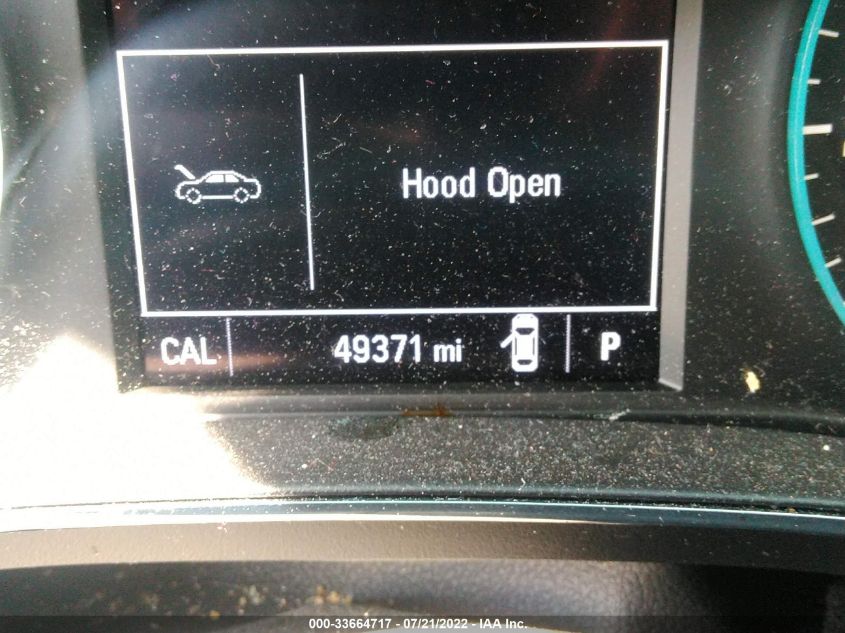 Hood Open
CAL 49371 mi P
000-33664717 - 07/21/2022 - IAA Inc.